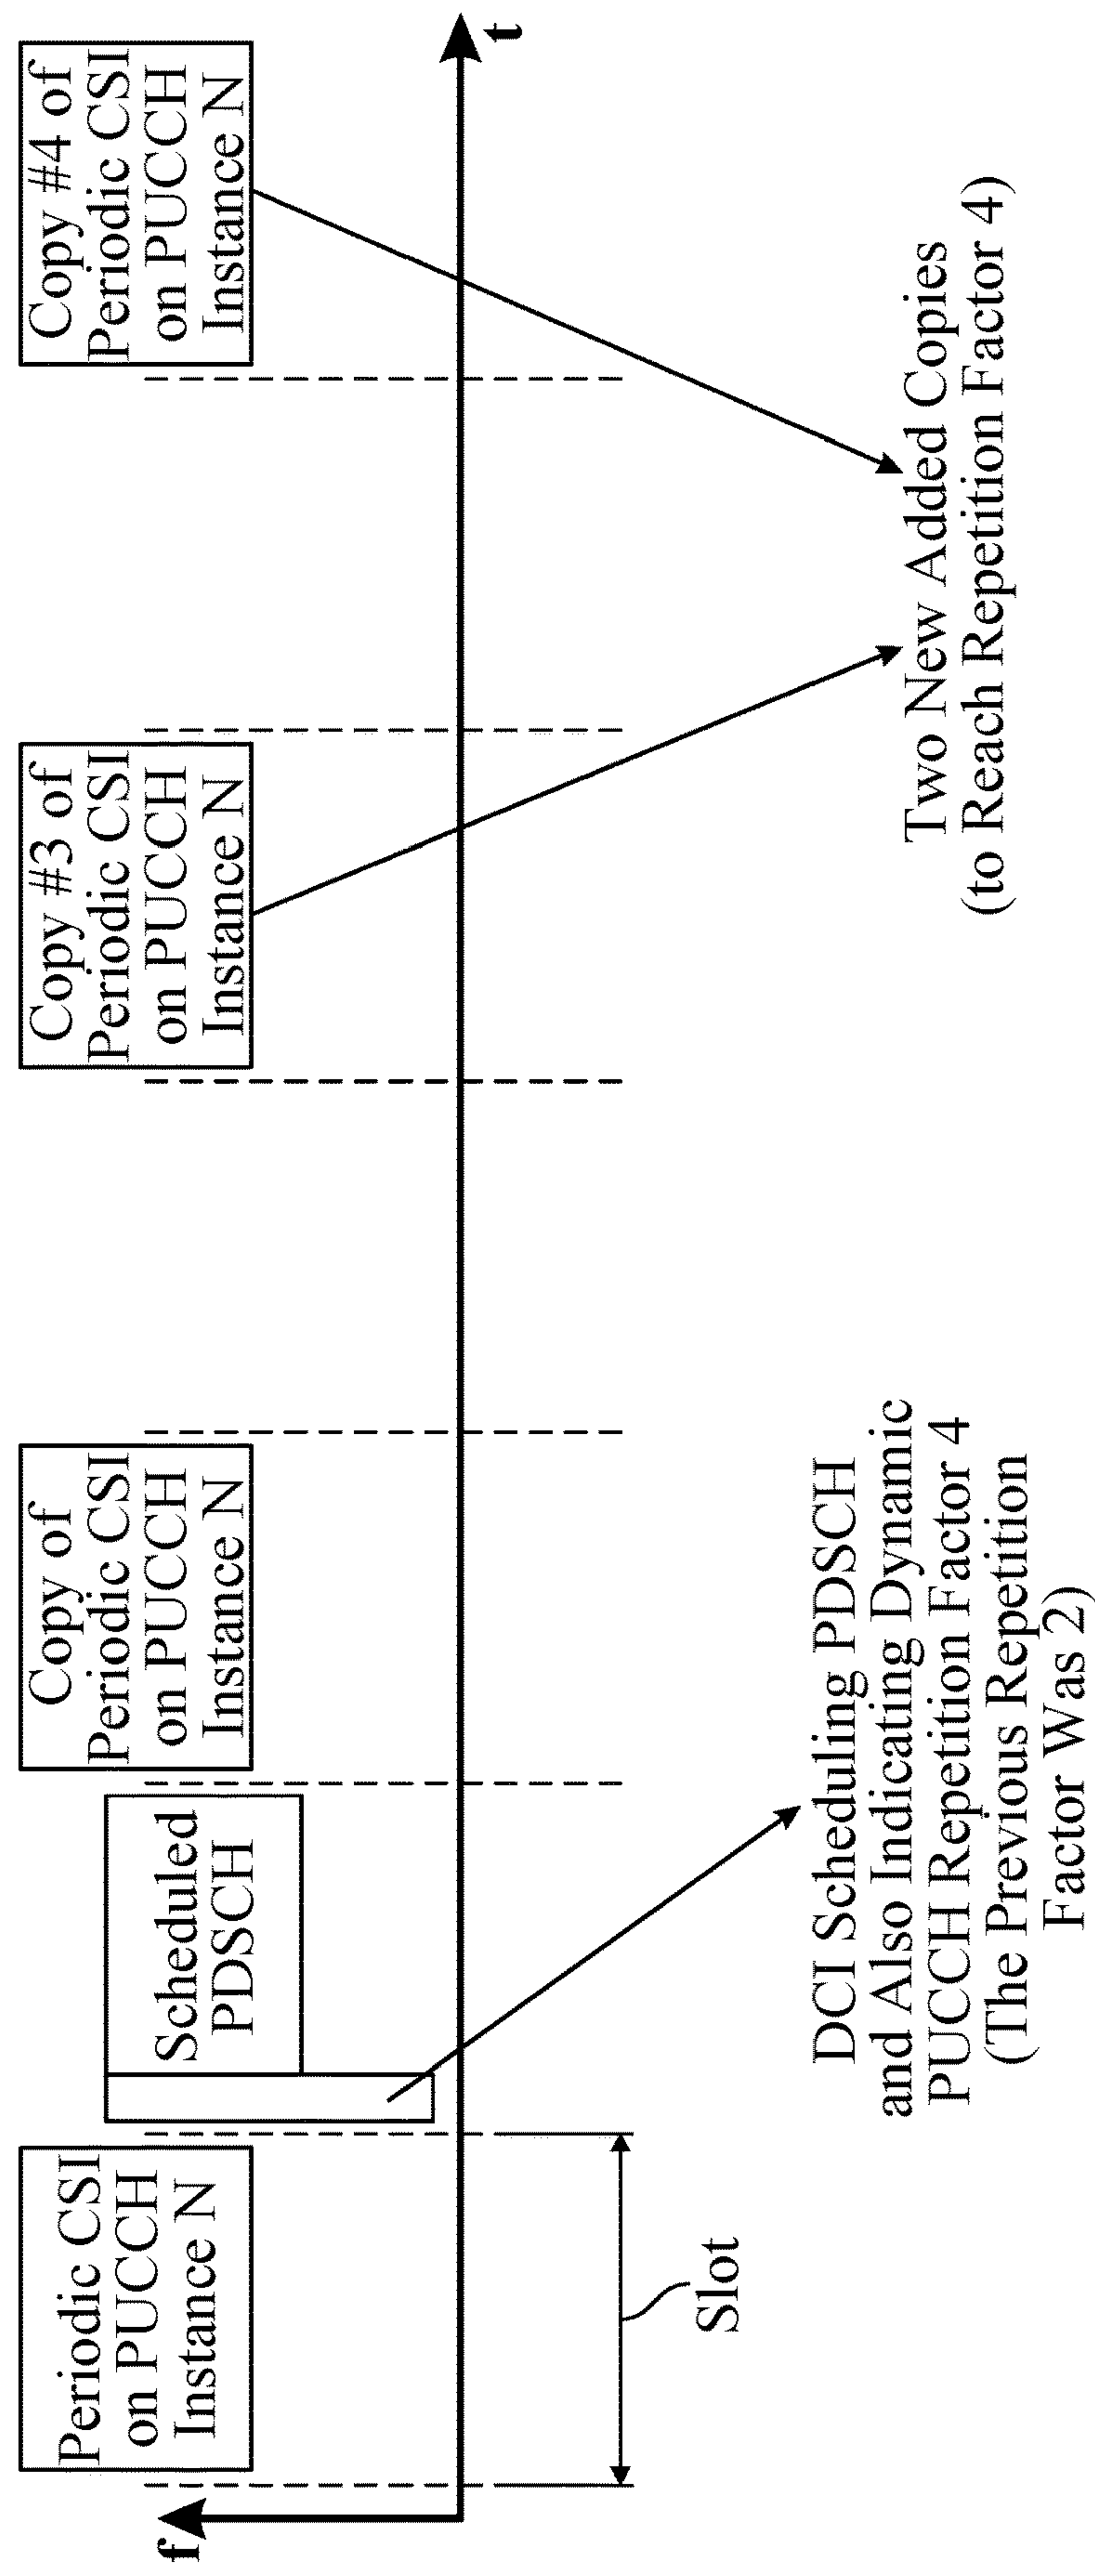 f
Periodic CSI
on PUCCH
Instance N
Scheduled
PDSCH
Copy of
Periodic CSI
on PUCCH
Instance N
Copy #3 of
Periodic CSI
on PUCCH
Instance N
Copy #4 of
Periodic CSI
on PUCCH
Instance N
t
Slot
DCI Scheduling PDSCH
and Also Indicating Dynamic
PUCCH Repetition Factor 4
(The Previous Repetition
Factor Was 2)
Two New Added Copies
(to Reach Repetition Factor 4)